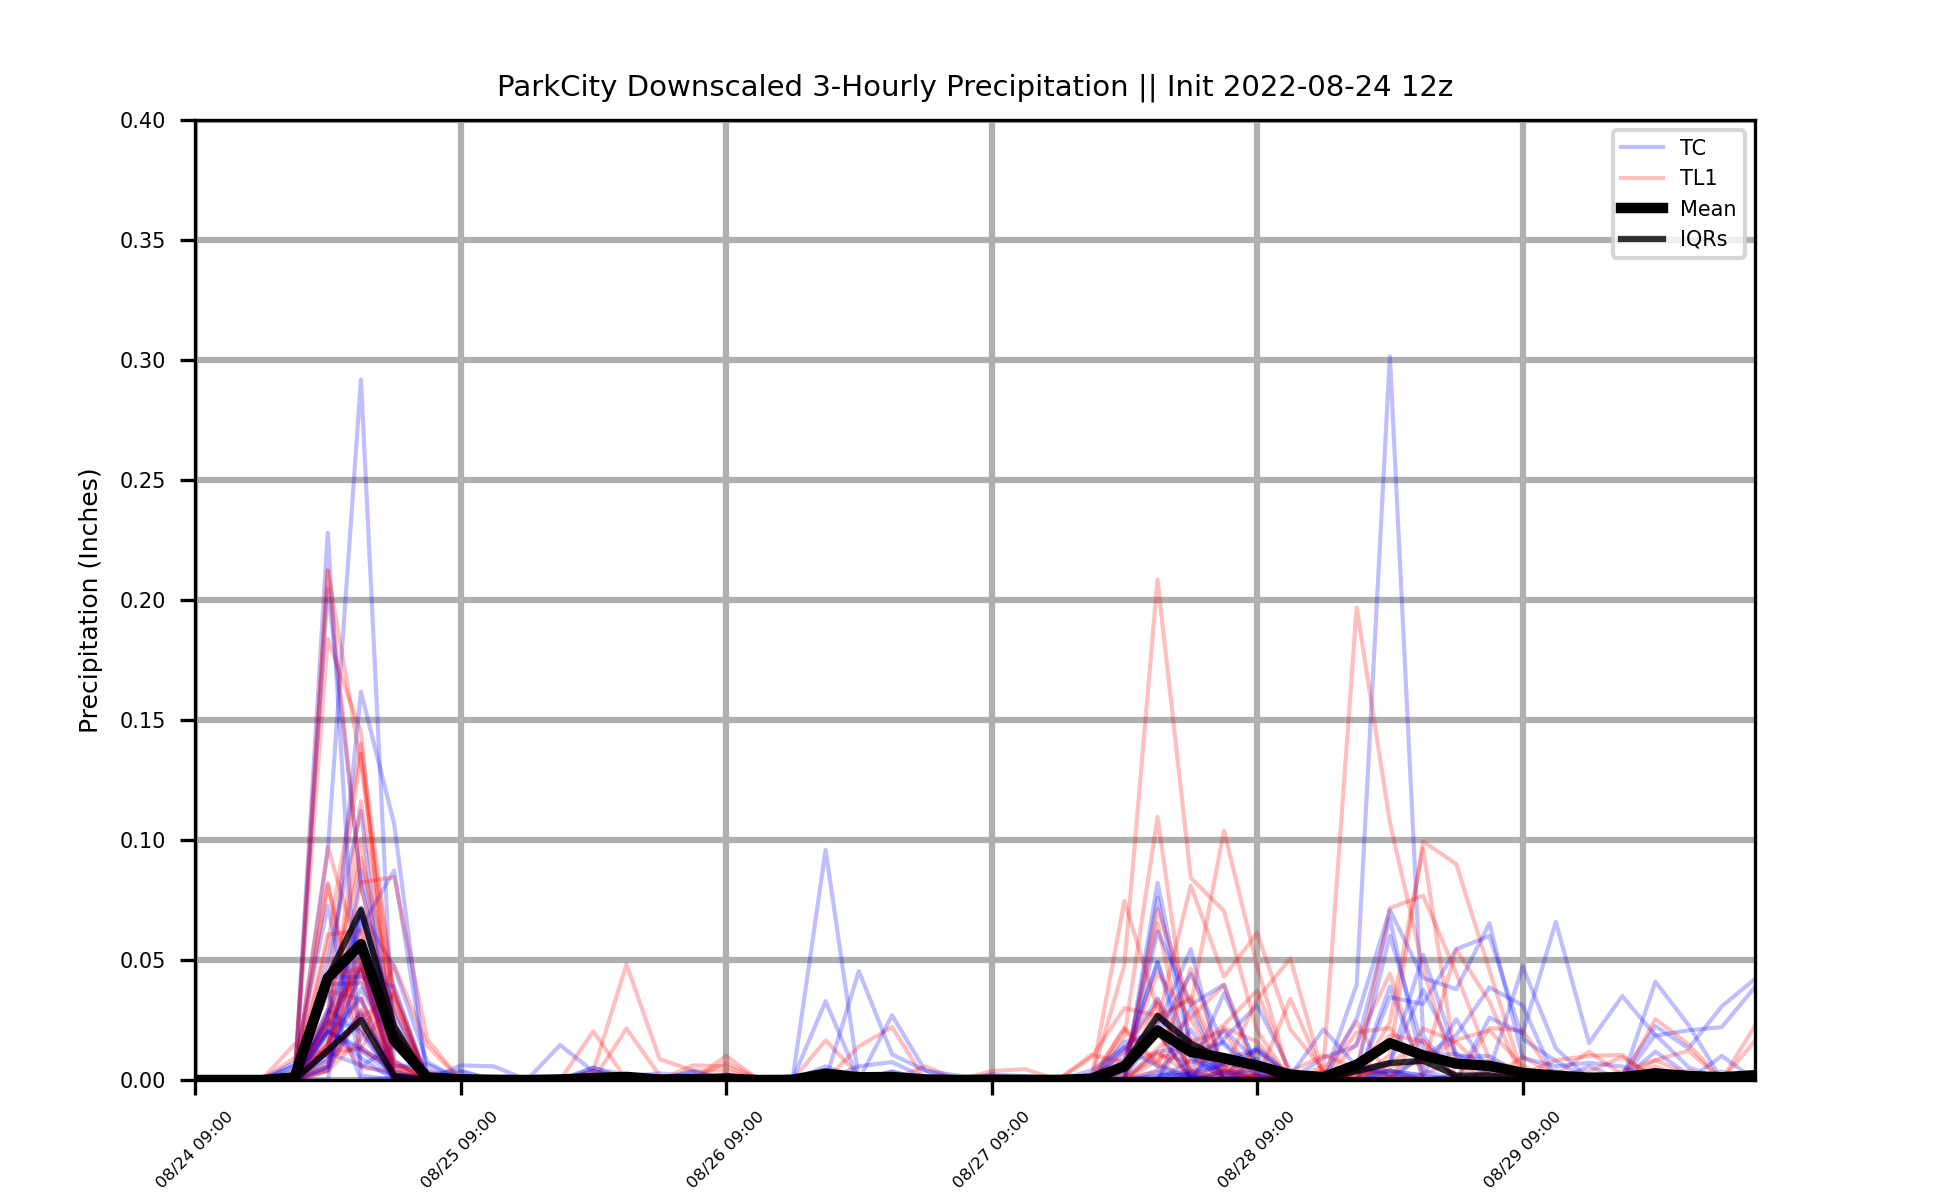 ParkCity Downscaled 3-Hourly Precipitation || Init 2022-08-24 12z
Precipitation (Inches)
0.40
0.35
0.30
0.25
0.20
0.15
0.10
0.05
0.00
TC
TL1
Mean
IQRs
08/24 09:00
08/25 09:00
08/26 09:00
08/27 09:00
08/28 09:00
08/29 09:00